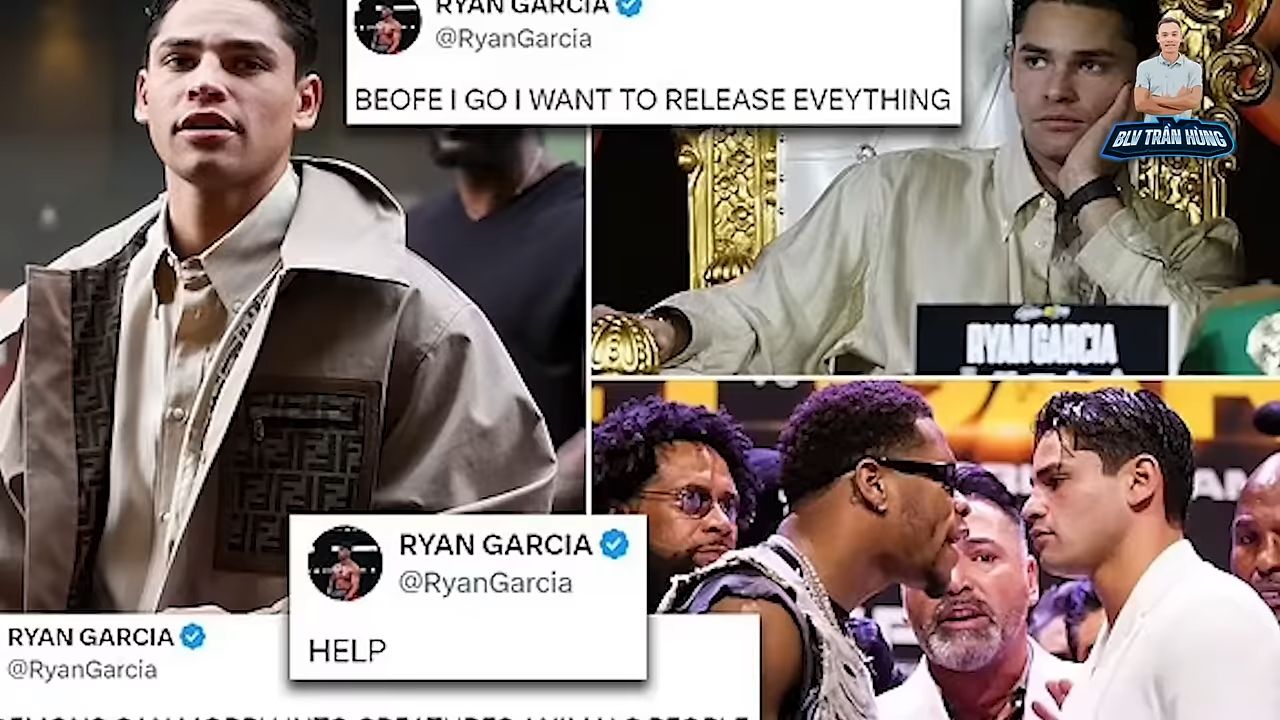 RYAN GARCIA
@RyanGarcia
BEOFE I GO I WANT TO RELEASE EVEYTHING
BLV TRẦN HÙNG
RYAN GARCIA
RYAN GARCIA
@RyanGarcia
HELP
RYAN GARCIA
@RyanGarcia